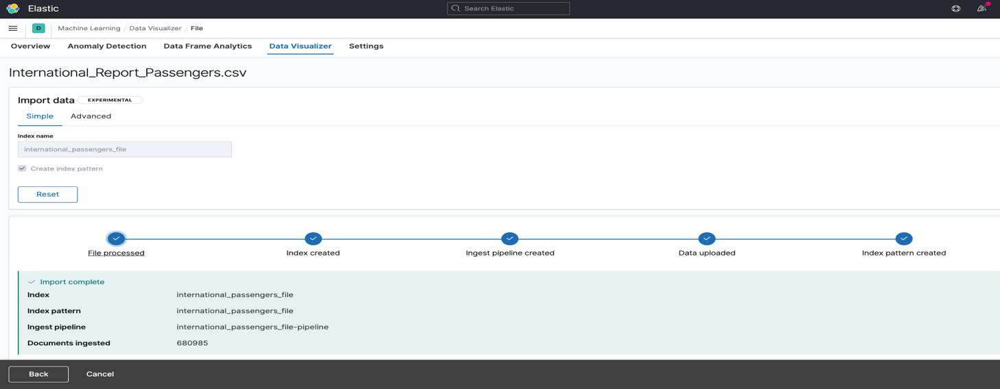 Elastic
Search Elastic
D
Machine Learning / Data Visualizer / File
Overview Anomaly Detection Data Frame Analytics Data Visualizer Settings
International_Report_Passengers.csv
Import data EXPERIMENTAL
Simple Advanced
Index name
international_passengers_file
Create index pattern
Reset
File processed Index created Ingest pipeline created Data uploaded Index pattern created
Import complete
Index international_passengers_file
Index pattern international_passengers_file
Ingest pipeline international_passengers_file-pipeline
Documents ingested 680985
Back Cancel